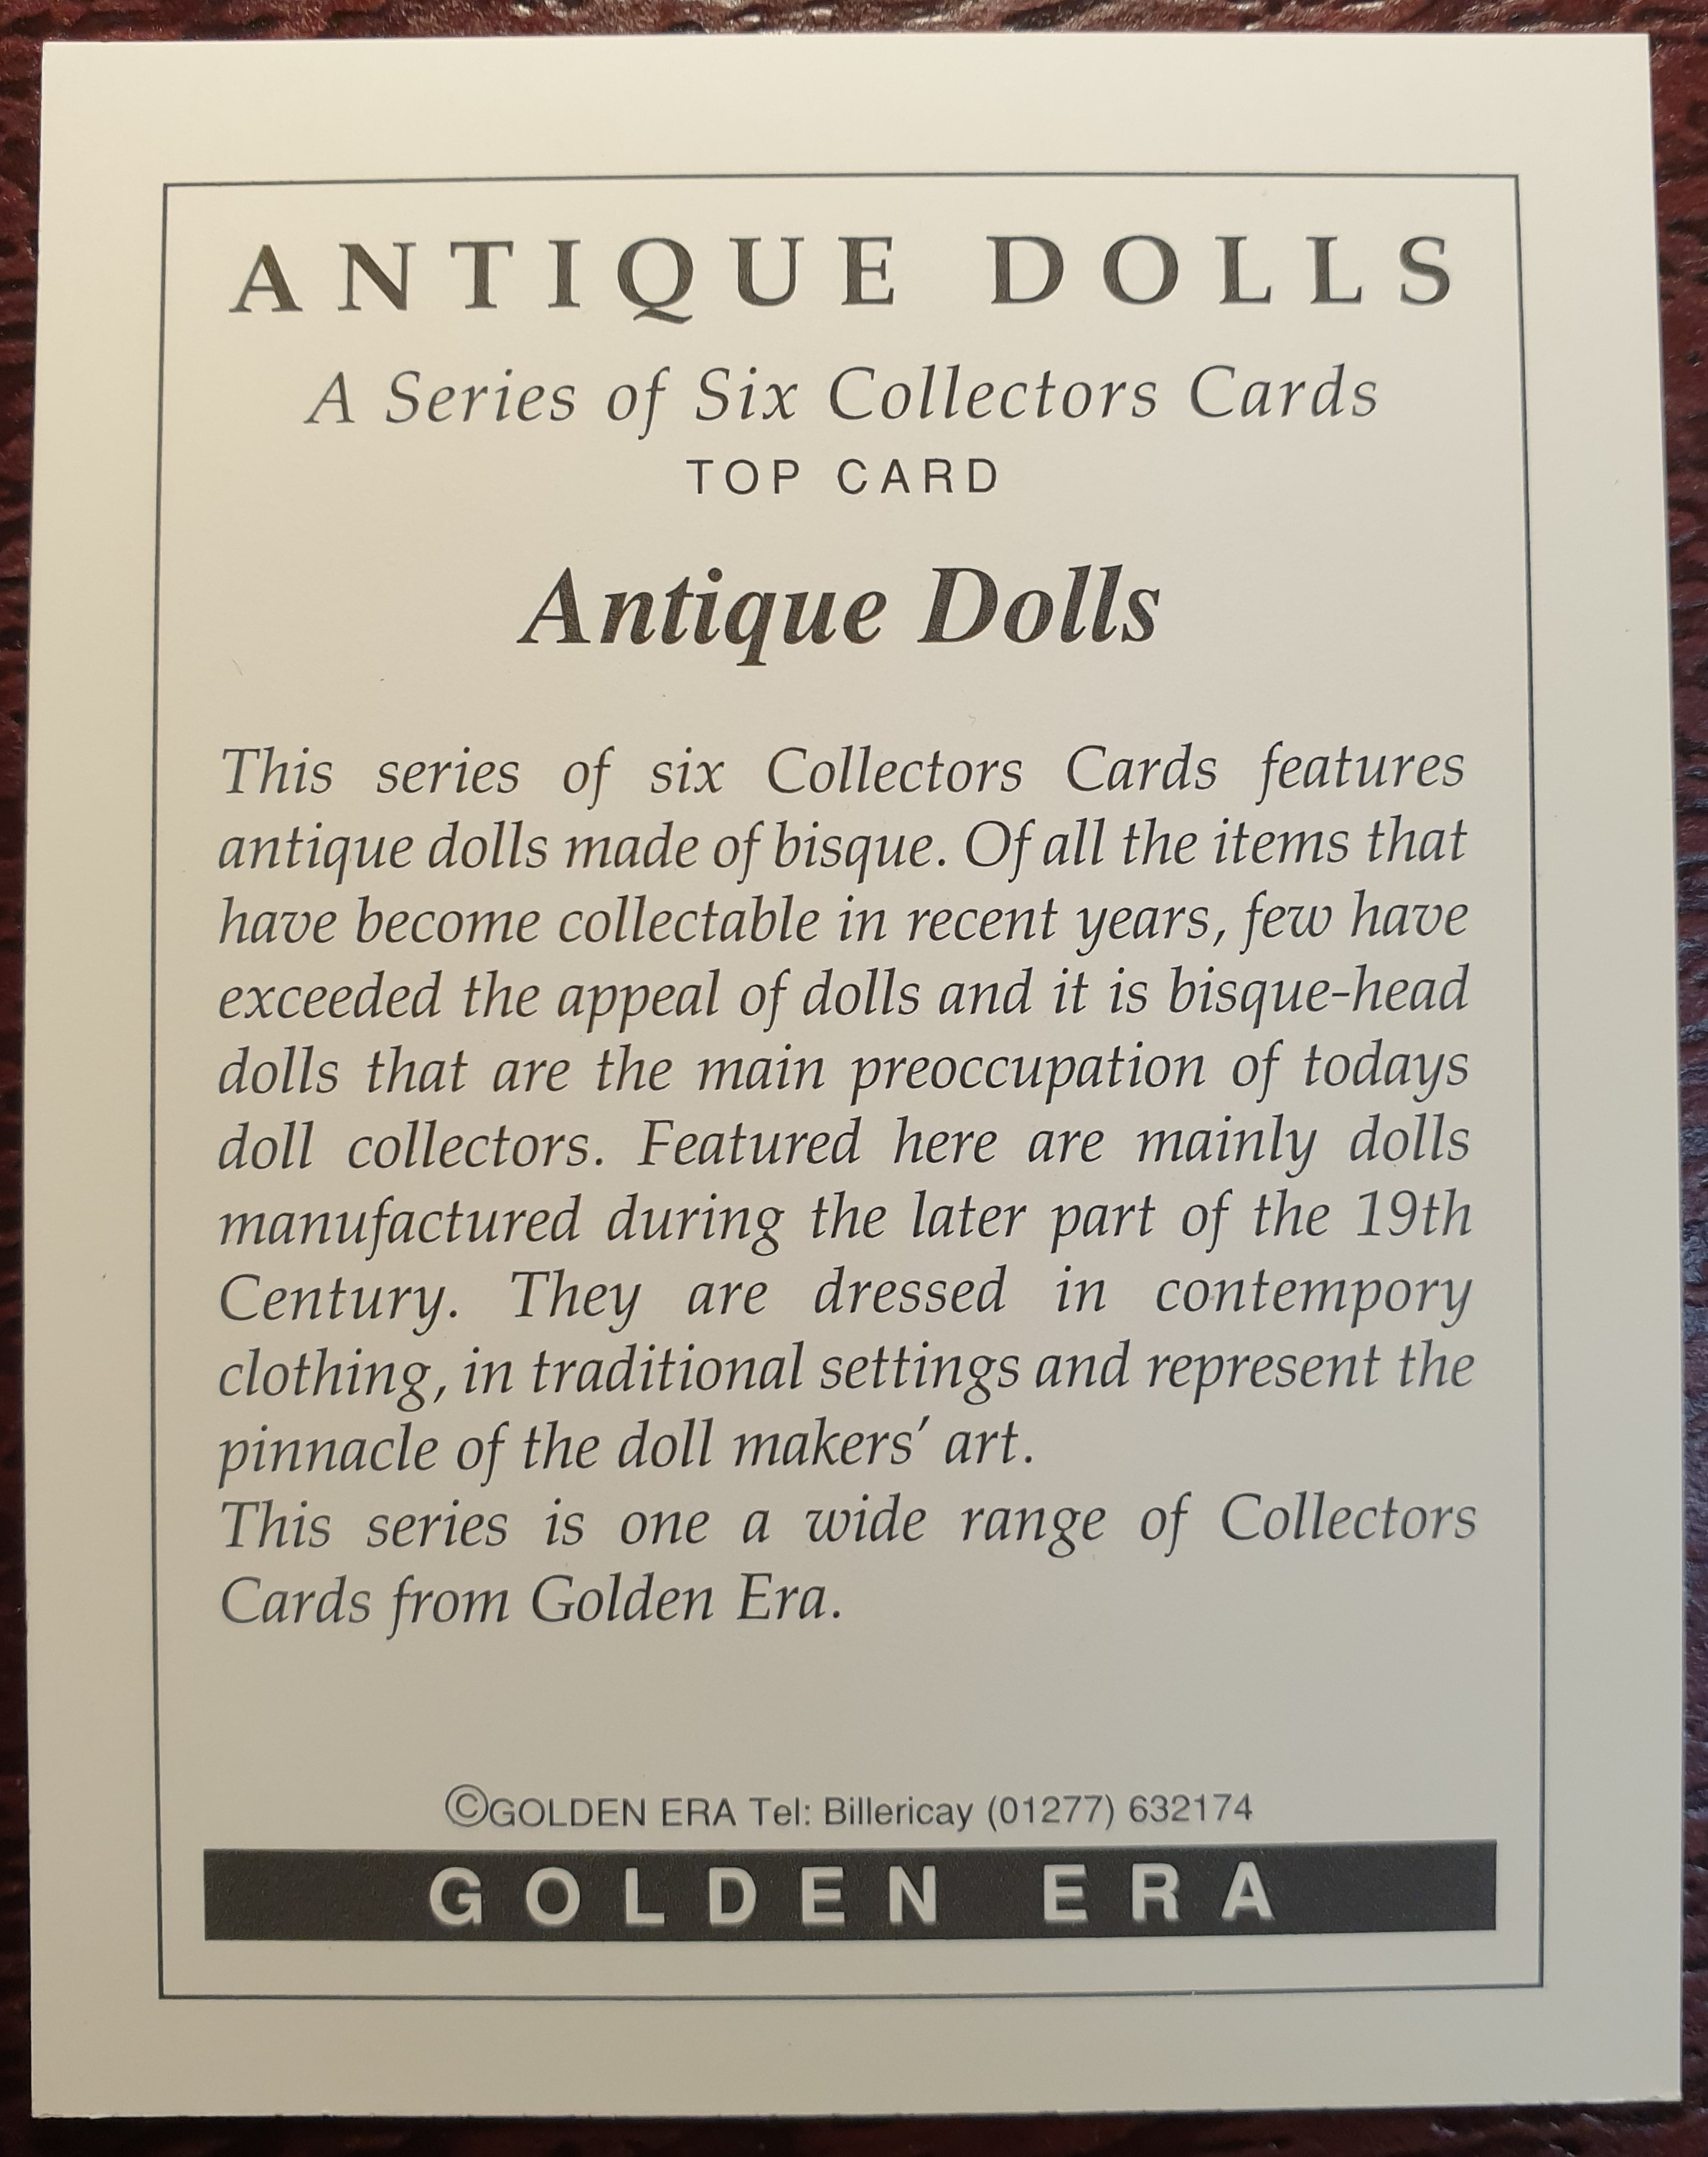 ANTIQUE DOLLS
A Series of Six Collectors Cards
TOP CARD
Antique Dolls
This series of six Collectors Cards features
antique dolls made of bisque. Of all the items that
have become collectable in recent years, few have
exceeded the appeal of dolls and it is bisque-head
dolls that are the main preoccupation of todays
doll collectors. Featured here are mainly dolls
manufactured during the later part of the 19th
Century. They are dressed in contempory
clothing, in traditional settings and represent the
pinnacle of the doll makers' art.
This series is one a wide range of Collectors
Cards from Golden Era.
©GOLDEN ERA Tel: Billericay (01277) 632174
GOLDEN ERA